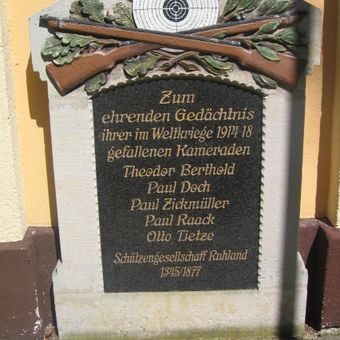 Zum
ehrenden Gedächtnis
ihrer im Weltkriege 1914-18
gefallenen Kameraden
Theodor Berthold
Paul Doch
Paul Zickmüller
Paul Raack
Otto Tietze
Schützengesellschaft Ruhland
1345/1877